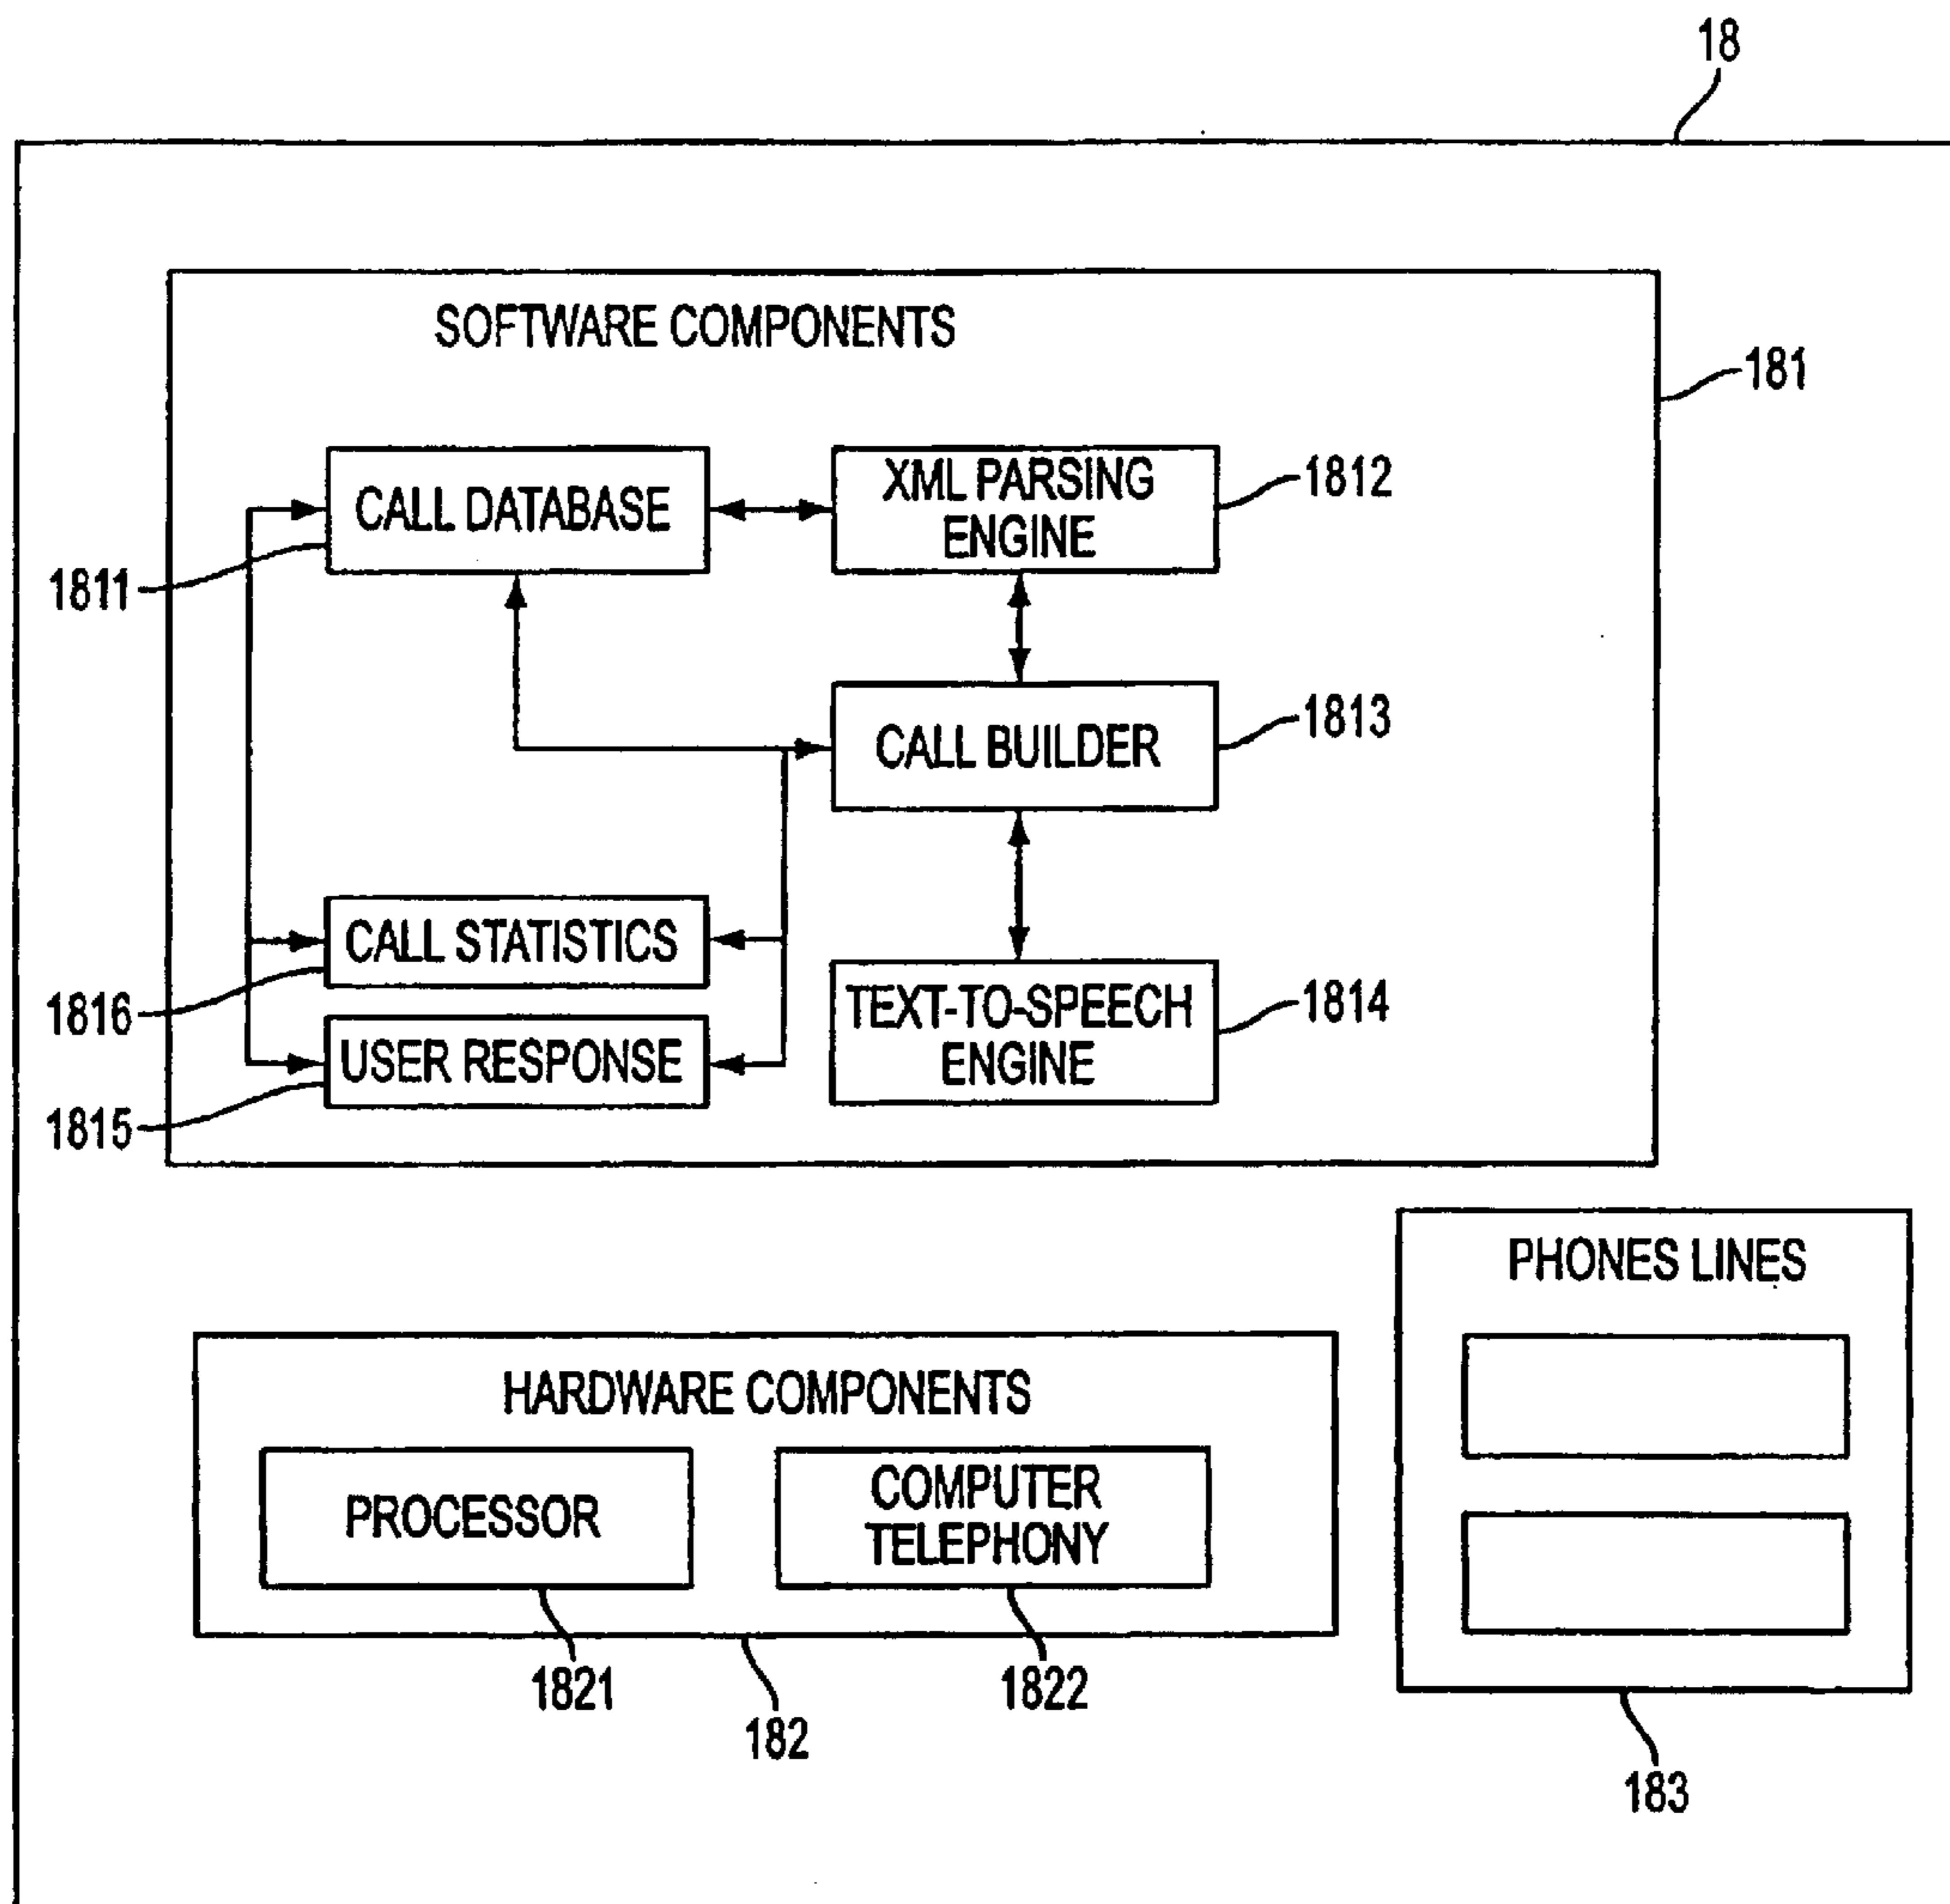 18
SOFTWARE COMPONENTS
181
CALL DATABASE
XML PARSING
ENGINE
1812
1811
CALL BUILDER
1813
CALL STATISTICS
1816
TEXT-TO-SPEECH
ENGINE
1814
USER RESPONSE
1815
PHONES LINES
HARDWARE COMPONENTS
PROCESSOR
COMPUTER
TELEPHONY
1821
1822
182
183